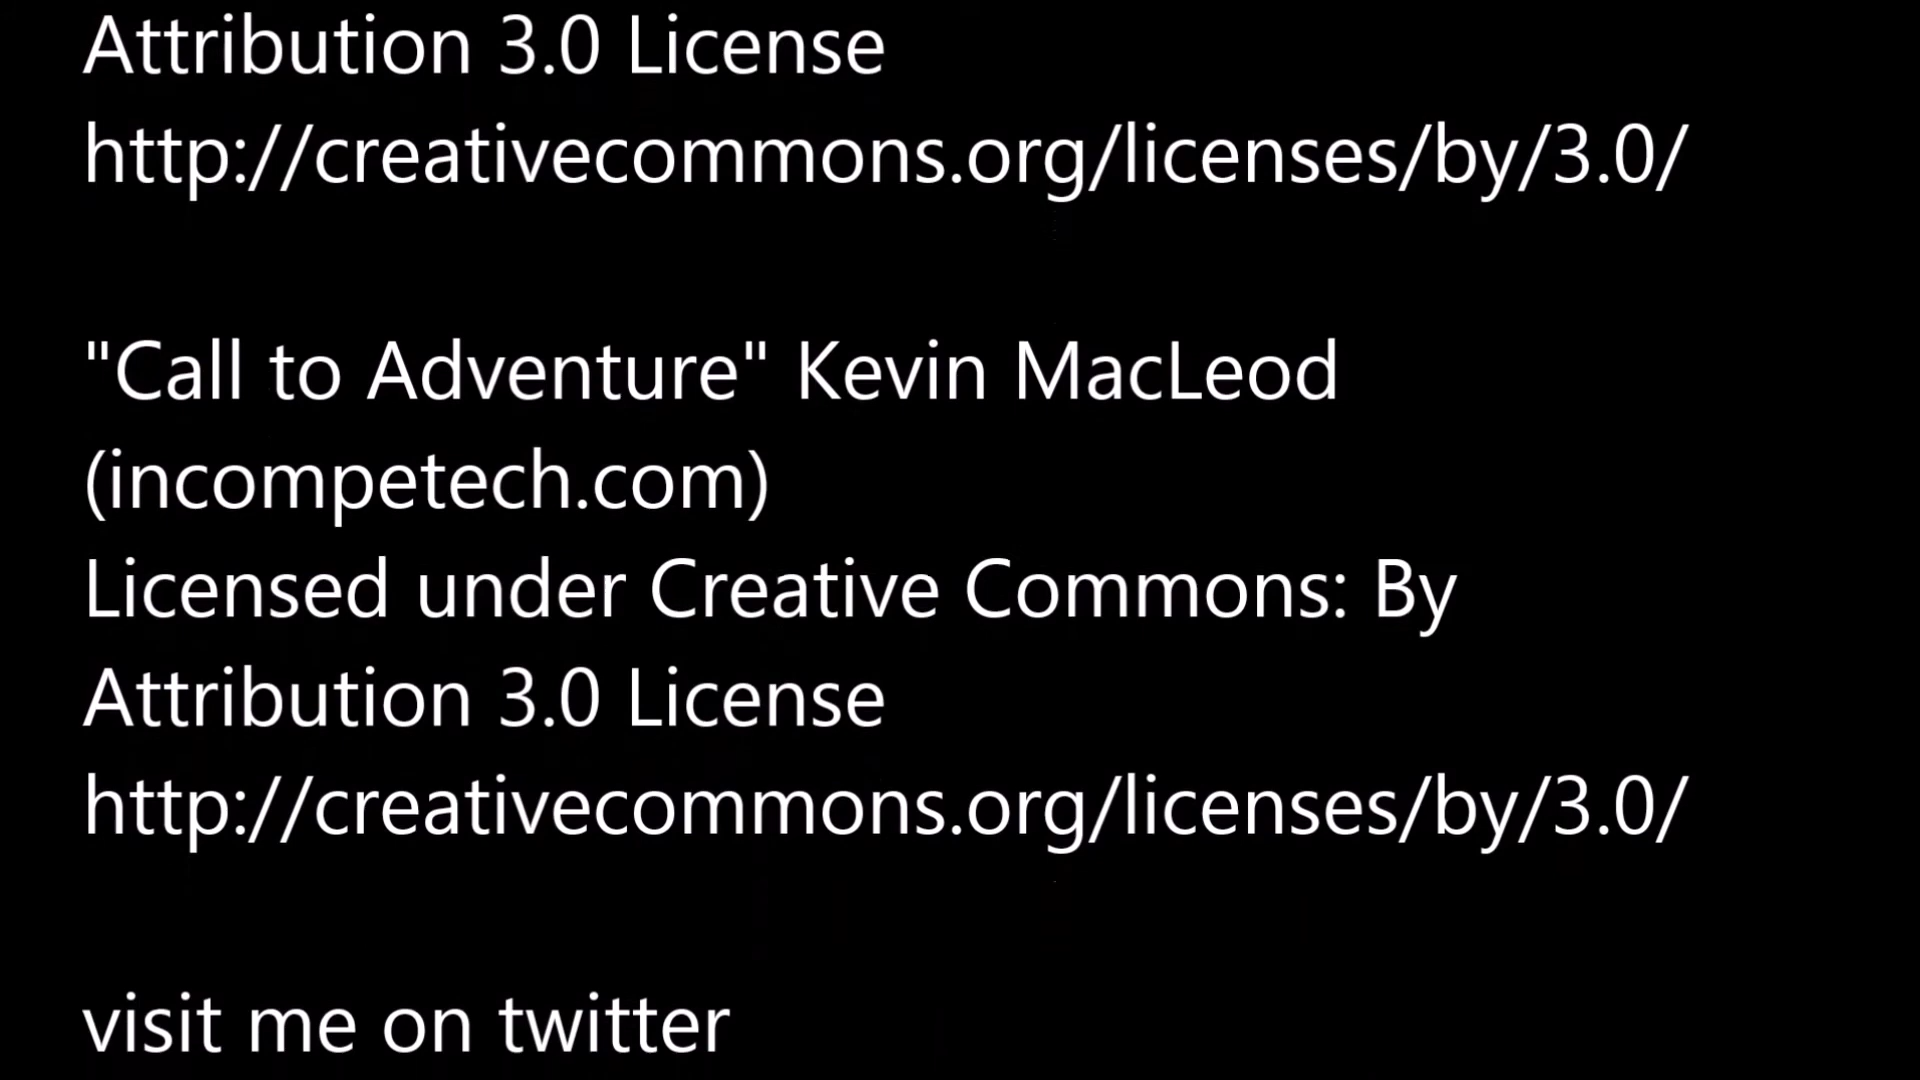 Attribution 3.0 License
http://creativecommons.org/licenses/by/3.0/
"Call to Adventure" Kevin MacLeod
(incompetech.com)
Licensed under Creative Commons: By
Attribution 3.0 License
http://creativecommons.org/licenses/by/3.0/
visit me on twitter